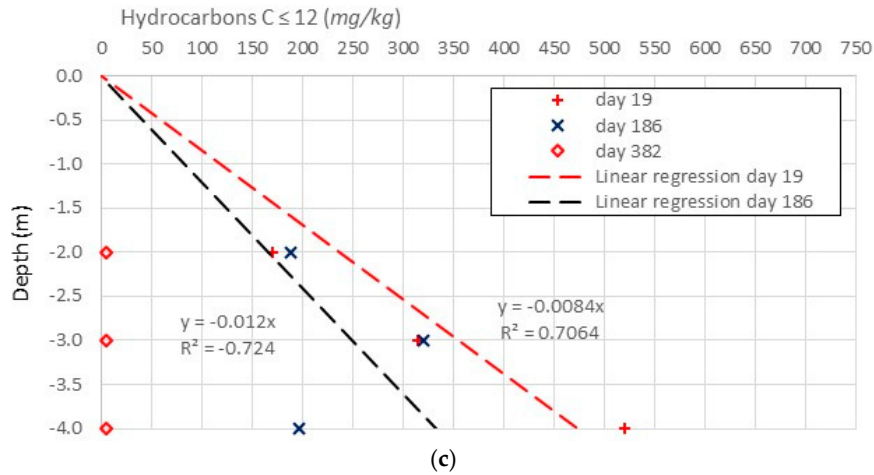 Hydrocarbons C ≤ 12 (mg/kg)
0 50 100 150 200 250 300 350 400 450 500 550 600 650 700 750
0.0
-0.5
-1.0
-1.5
-2.0
-2.5
-3.0
-3.5
-4.0
Depth (m)
day 19
day 186
day 382
Linear regression day 19
Linear regression day 186
y = -0.012x
R² = -0.724
y = -0.0084x
R² = 0.7064
(c)